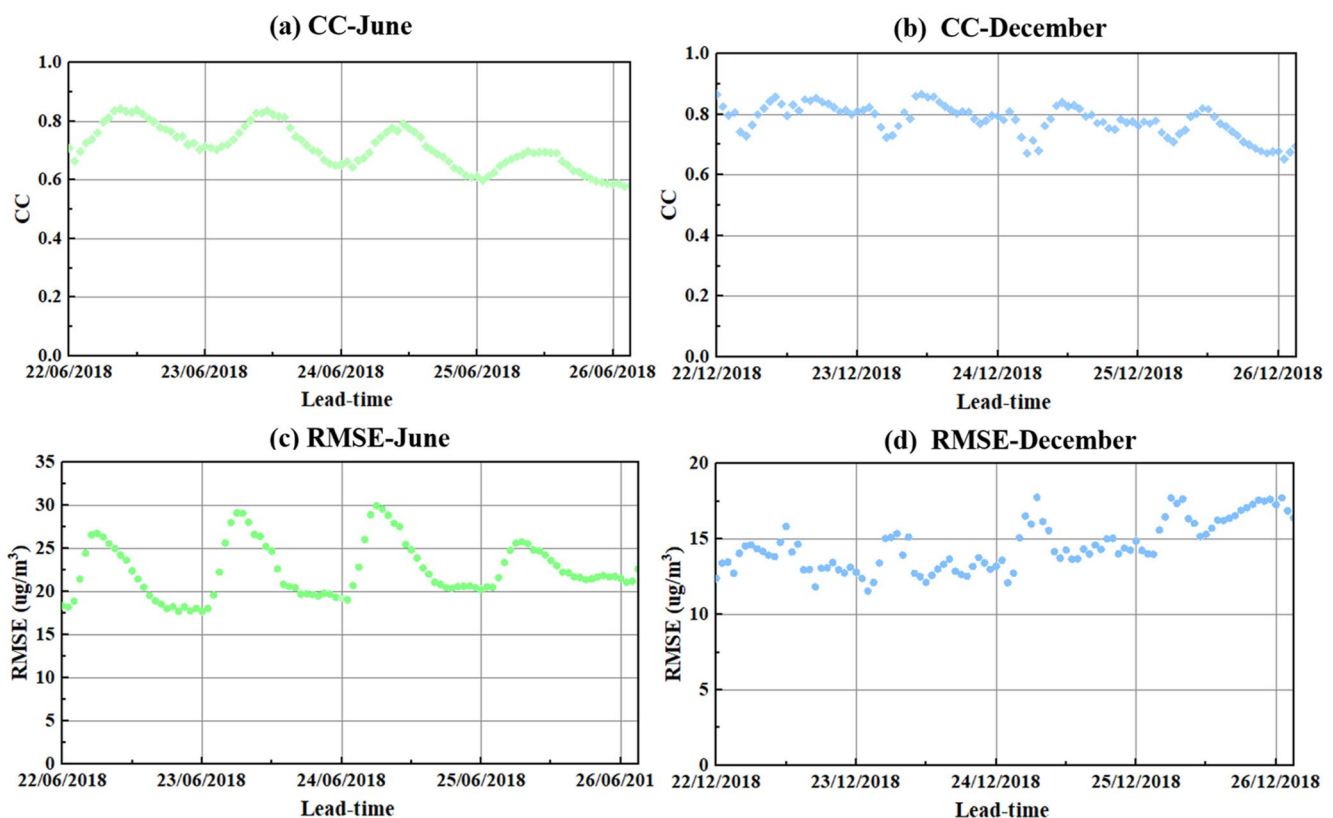 (a) CC-June
1.0
0.8
0.6
0.4
0.2
0.0
CC
22/06/2018 23/06/2018 24/06/2018 25/06/2018 26/06/2018
Lead-time
(b) CC-December
1.0
0.8
0.6
0.4
0.2
0.0
CC
22/12/2018 23/12/2018 24/12/2018 25/12/2018 26/12/2018
Lead-time
(c) RMSE-June
35
30
25
20
15
10
5
0
RMSE (ug/m³)
22/06/2018 23/06/2018 24/06/2018 25/06/2018 26/06/201
Lead-time
(d) RMSE-December
20
15
10
5
0
RMSE (ug/m³)
22/12/2018 23/12/2018 24/12/2018 25/12/2018 26/12/2018
Lead-time